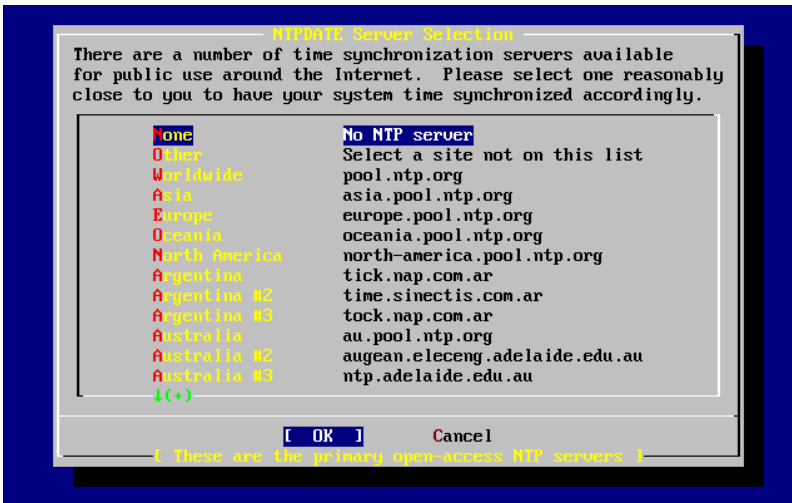 NTPDATE Server Selection
There are a number of time synchronization servers available
for public use around the Internet.  Please select one reasonably
close to you to have your system time synchronized accordingly.
None No NTP server
Other Select a site not on this list
Worldwide pool.ntp.org
Asia asia.pool.ntp.org
Europe europe.pool.ntp.org
Oceania oceania.pool.ntp.org
North America north-america.pool.ntp.org
Argentina tick.nap.com.ar
Argentina #2 time.sinectis.com.ar
Argentina #3 tock.nap.com.ar
Australia au.pool.ntp.org
Australia #2 augean.eleceng.adelaide.edu.au
Australia #3 ntp.adelaide.edu.au
↓(+)
[ OK ] Cancel
[ These are the primary open-access NTP servers ]